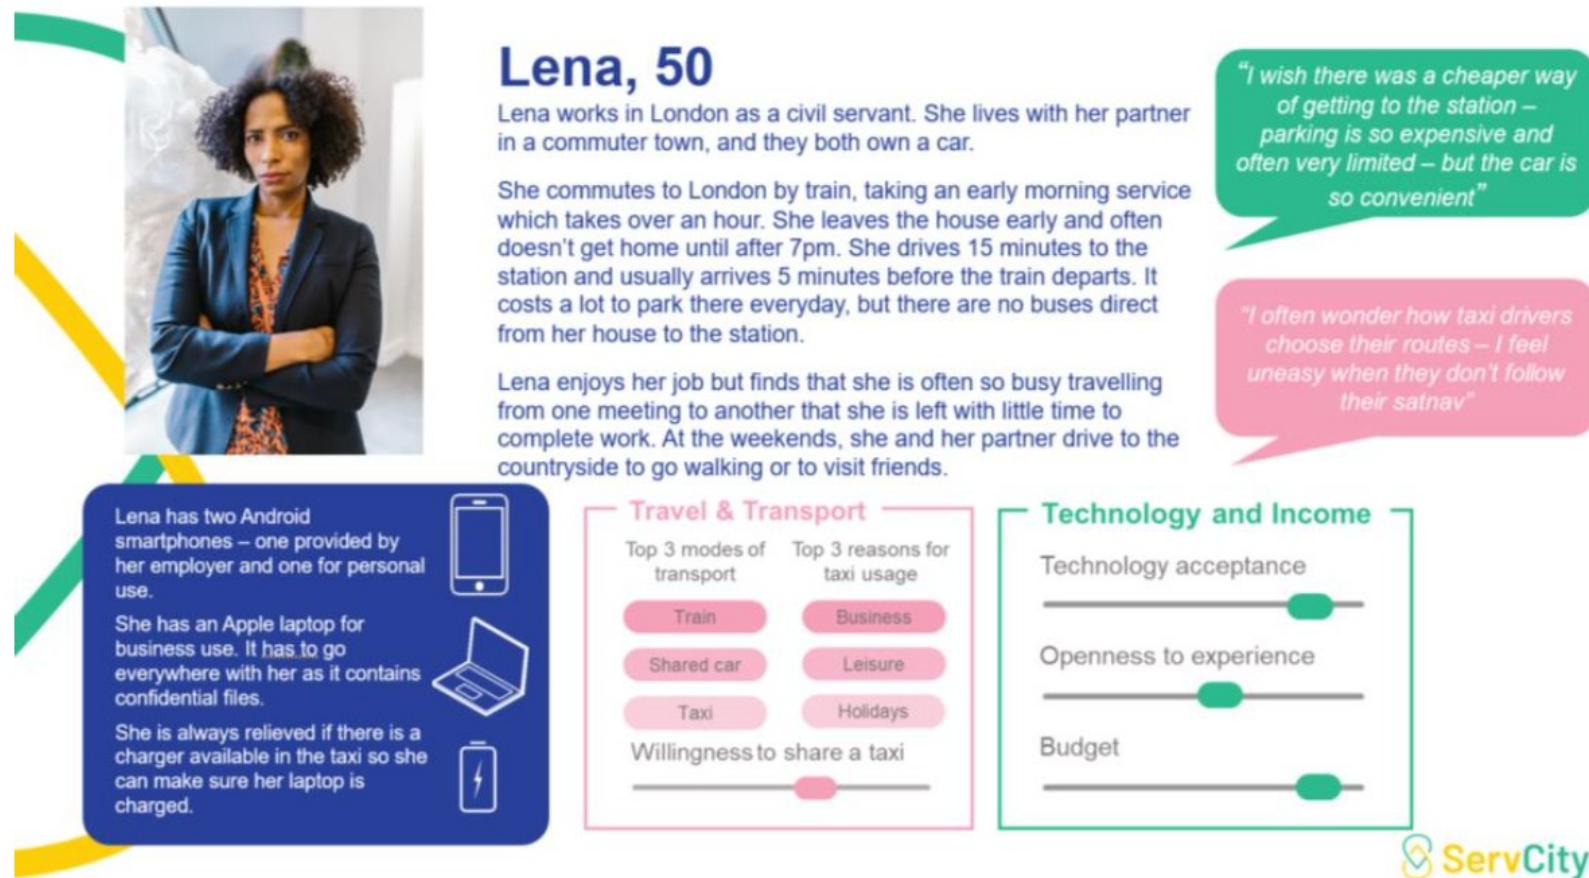 Lena, 50
Lena works in London as a civil servant. She lives with her partner
in a commuter town, and they both own a car.
She commutes to London by train, taking an early morning service
which takes over an hour. She leaves the house early and often
doesn't get home until after 7pm. She drives 15 minutes to the
station and usually arrives 5 minutes before the train departs. It
costs a lot to park there everyday, but there are no buses direct
from her house to the station.
Lena enjoys her job but finds that she is often so busy travelling
from one meeting to another that she is left with little time to
complete work. At the weekends, she and her partner drive to the
countryside to go walking or to visit friends.
“I wish there was a cheaper way
of getting to the station –
parking is so expensive and
often very limited – but the car is
so convenient”
“I often wonder how taxi drivers
choose their routes – I feel
uneasy when they don't follow
their satnav”
Lena has two Android
smartphones – one provided by
her employer and one for personal
use.
She has an Apple laptop for
business use. It has to go
everywhere with her as it contains
confidential files.
She is always relieved if there is a
charger available in the taxi so she
can make sure her laptop is
charged.
Travel & Transport
Top 3 modes of
transport
Train
Shared car
Taxi
Top 3 reasons for
taxi usage
Business
Leisure
Holidays
Willingness to share a taxi
Technology and Income
Technology acceptance
Openness to experience
Budget
ServCity